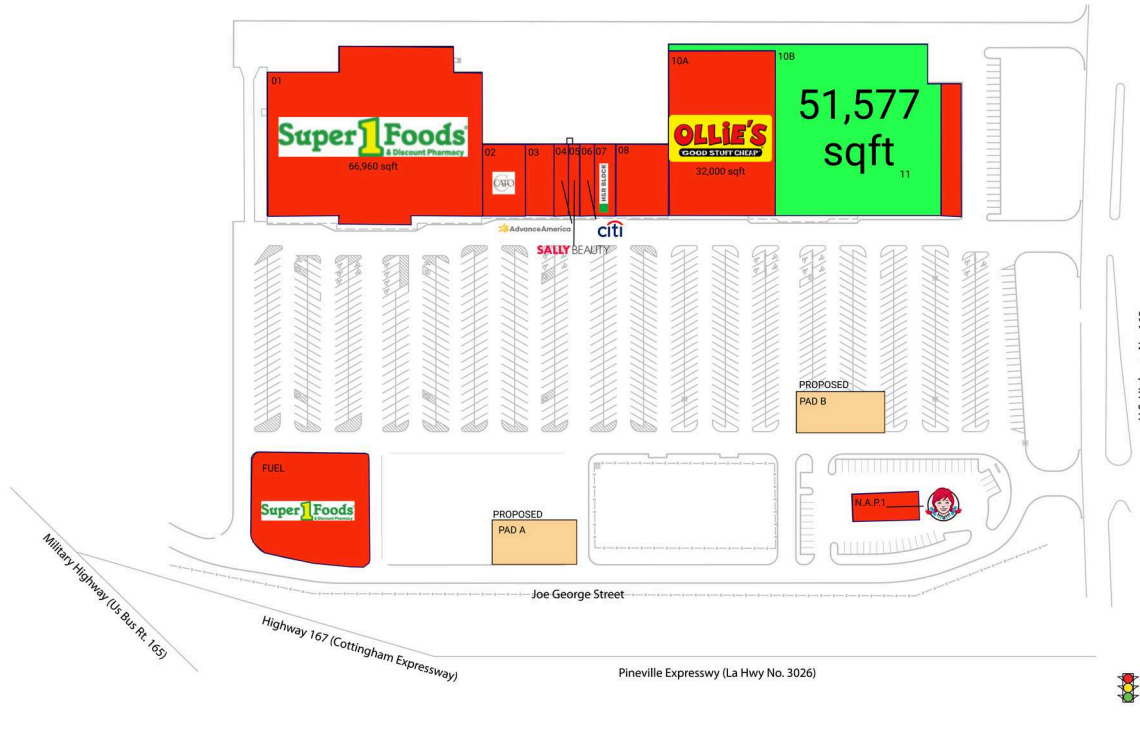 01
Super 1 Foods
& Discount Pharmacy
66,960 sqft
02
CATO
03
04
05
06
07
H&R BLOCK
08
AdvanceAmerica
citi
SALLY BEAUTY
10A
OLLiE'S
GOOD STUFF CHEAP
32,000 sqft
10B
51,577
sqft
11
PROPOSED
PAD B
FUEL
Super 1 Foods
& Discount Pharmacy
PROPOSED
PAD A
N.A.P.1
Joe George Street
Military Highway (Us Bus Rt. 165)
Highway 167 (Cottingham Expressway)
Pineville Expresswy (La Hwy No. 3026)